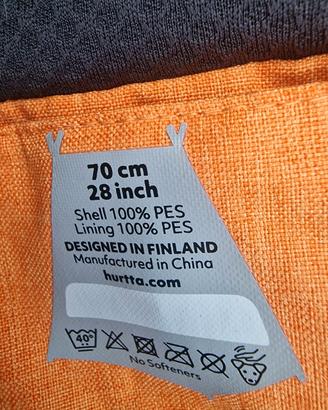 70 cm
28 inch
Shell 100% PES
Lining 100% PES
DESIGNED IN FINLAND
Manufactured in China
hurtta.com
40°
No Softeners